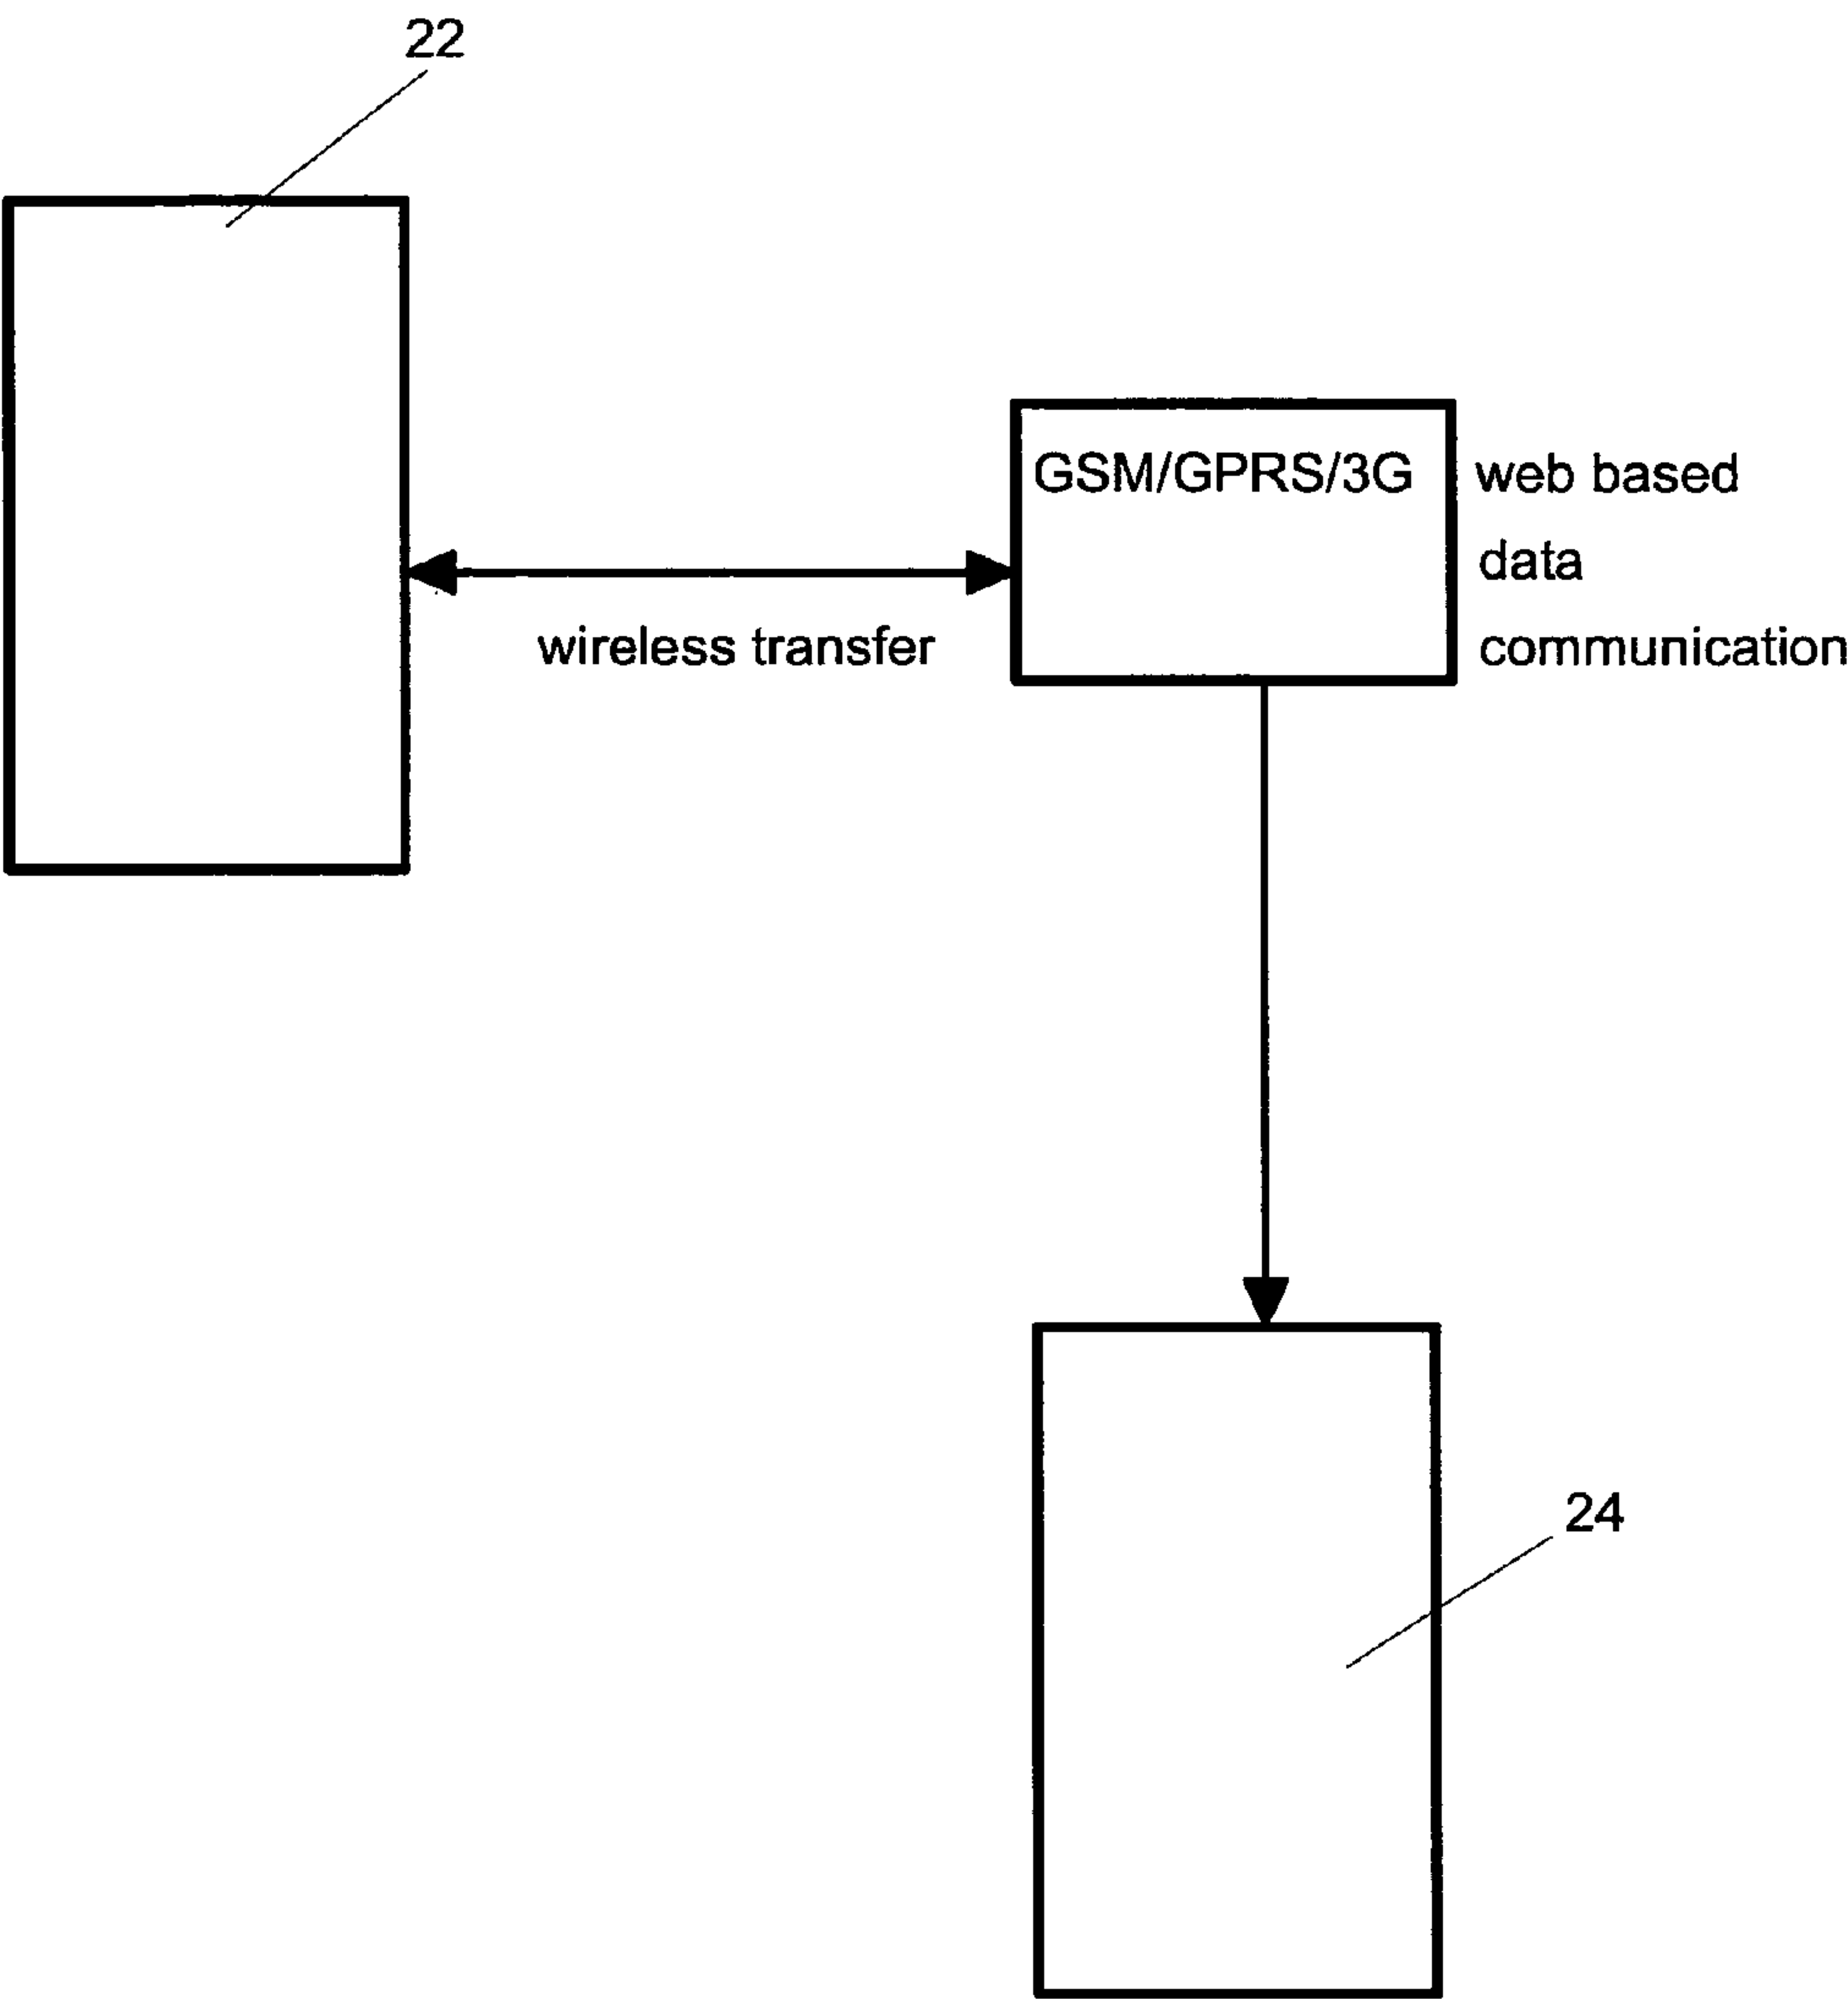 22
GSM/GPRS/3G
web based
data
communication
wireless transfer
24